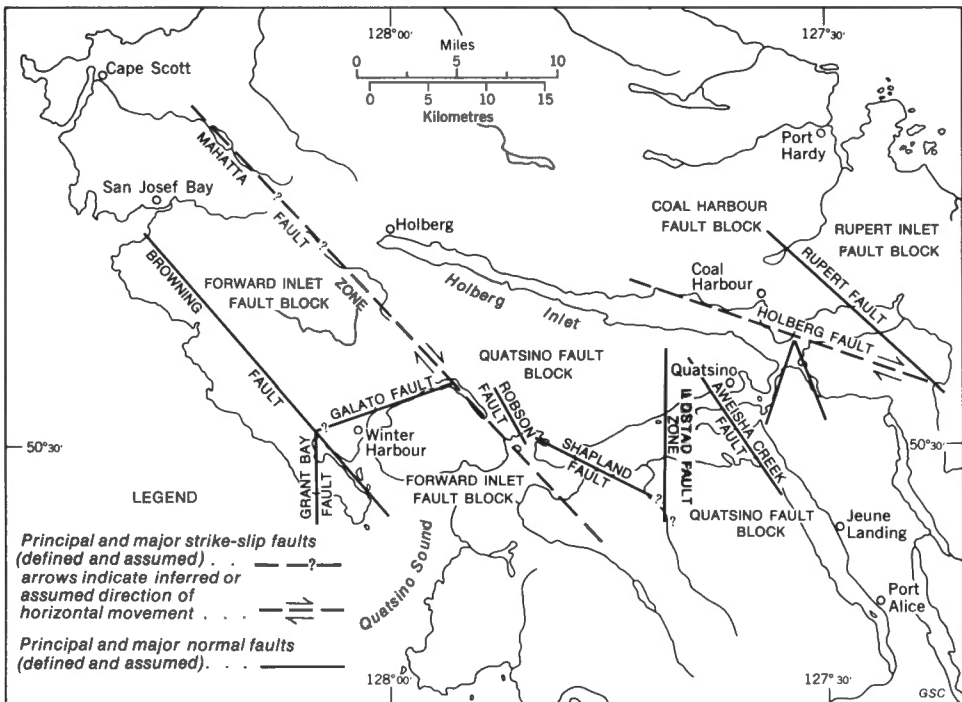 128°00'
127°30'
Miles
0 5 10
0 5 10 15
Kilometres
Cape Scott
Port
Hardy
MAHATTA
FAULT
ZONE
?
?
San Josef Bay
Holberg
COAL HARBOUR
FAULT BLOCK
RUPERT INLET
FAULT BLOCK
RUPERT FAULT
BROWNING
FAULT
FORWARD INLET
FAULT BLOCK
Holberg
Inlet
Coal
Harbour
HOLBERG FAULT
QUATSINO FAULT
BLOCK
Quatsino
GALATO FAULT
ROBSON
FAULT
AWEISHA CREEK
FAULT
FAULT
ZONE
?
Winter
Harbour
?
SHAPLAND
FAULT
50°30'
50°30'
GRANT BAY
FAULT
FORWARD INLET
FAULT BLOCK
?
?
QUATSINO FAULT
BLOCK
Jeune
Landing
Port
Alice
Quatsino Sound
LEGEND
Principal and major strike-slip faults
(defined and assumed) . . ?
arrows indicate inferred or
assumed direction of
horizontal movement . . . .
Principal and major normal faults
(defined and assumed). . . .
128°00'
127°30'
GSC